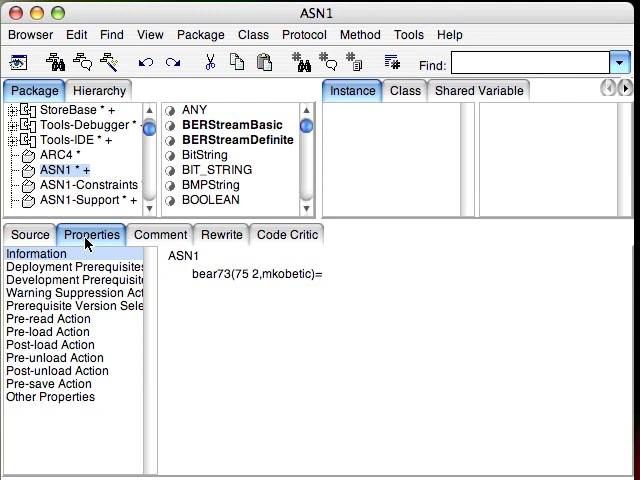 ASN1
Browser Edit Find View Package Class Protocol Method Tools Help
Find:
Package Hierarchy
Instance Class Shared Variable
StoreBase * +
Tools-Debugger *
Tools-IDE * +
ARC4 *
ASN1 * +
ASN1-Constraints
ASN1-Support * +
ANY
BERStreamBasic
BERStreamDefinite
BitString
BIT_STRING
BMPString
BOOLEAN
Source Properties Comment Rewrite Code Critic
Information
Deployment Prerequisites
Development Prerequisite
Warning Suppression Act
Prerequisite Version Sele
Pre-read Action
Pre-load Action
Post-load Action
Pre-unload Action
Post-unload Action
Pre-save Action
Other Properties
ASN1
bear73(75 2,mkobetic)=